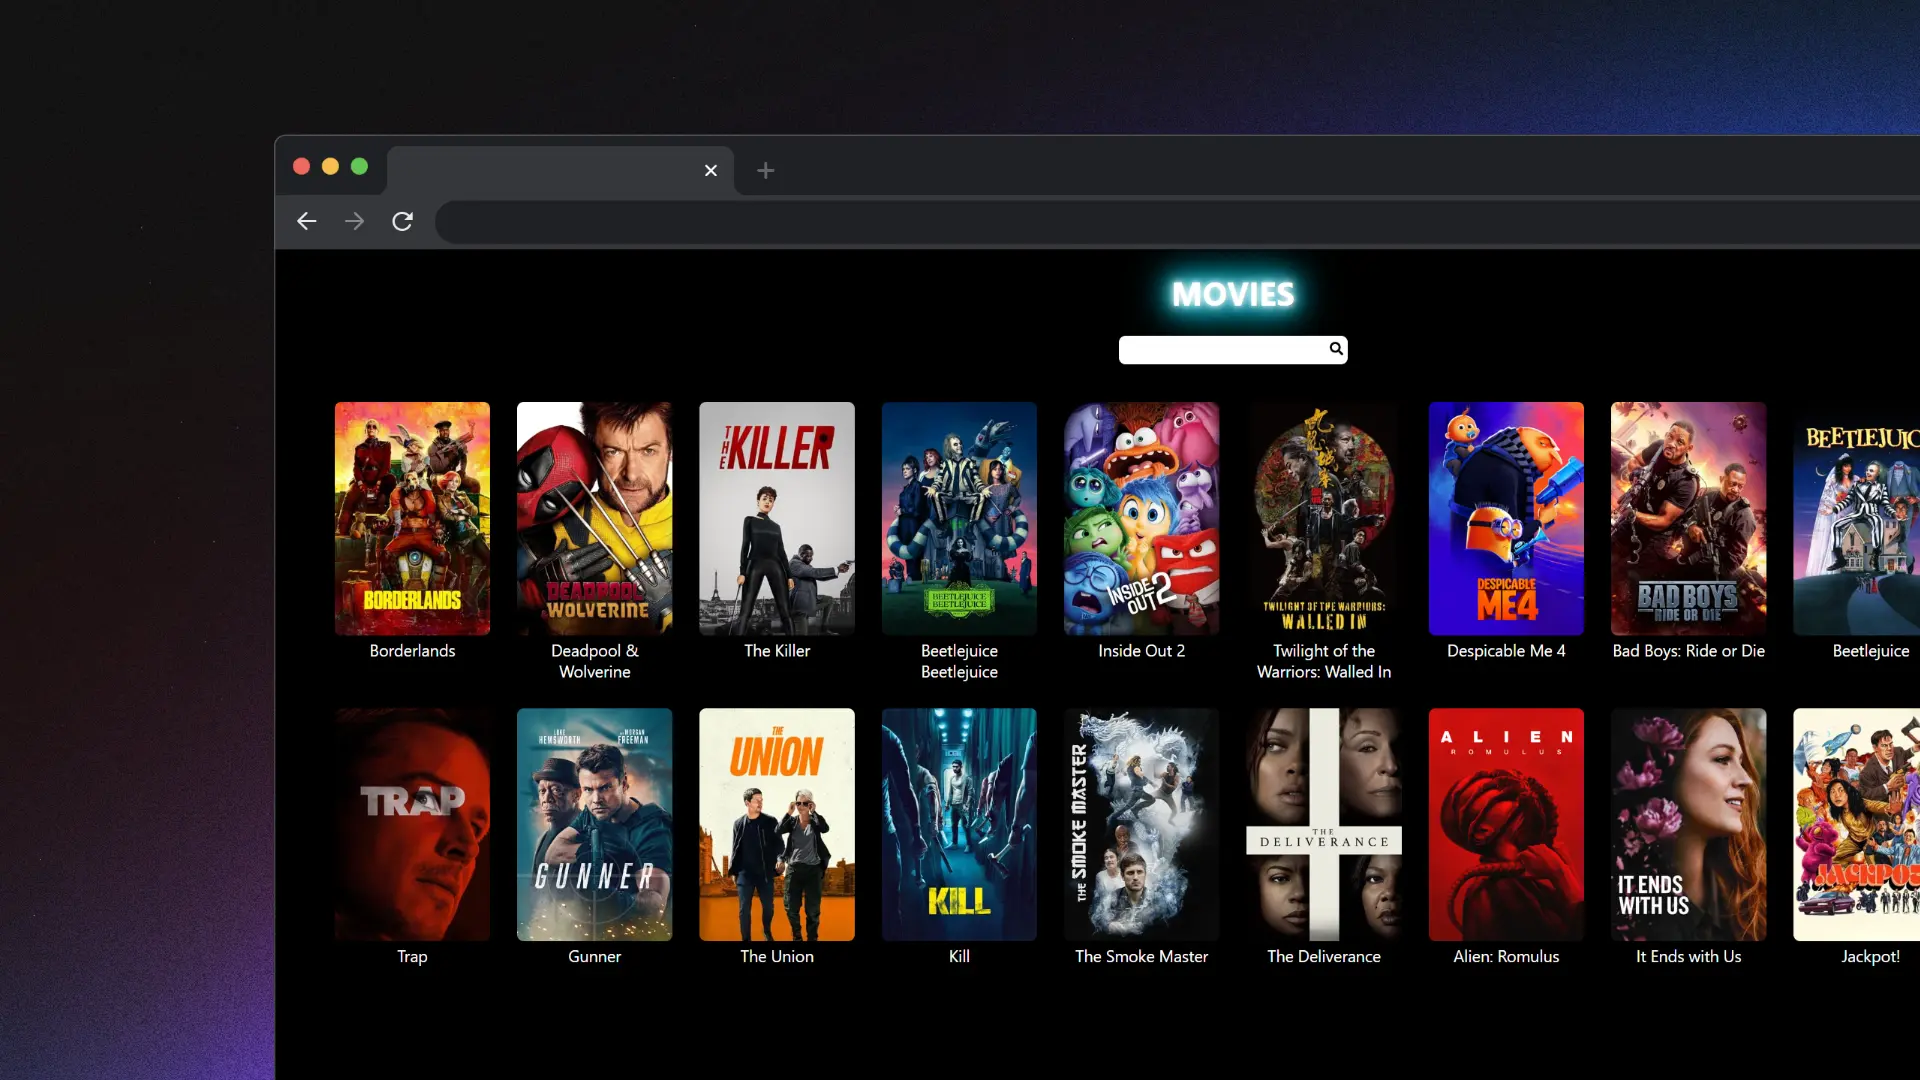 MOVIES
THE KILLER
BEETLEJUIC
BORDERLANDS
DEADPOOL
WOLVERINE
BEETLEJUICE
BEETLEJUICE
INSIDE
OUT 2
TWILIGHT OF THE WARRIORS:
WALLED IN
DESPICABLE
ME4
BAD BOYS
RIDE OR DIE
Borderlands
Deadpool &
Wolverine
The Killer
Beetlejuice
Beetlejuice
Inside Out 2
Twilight of the
Warriors: Walled In
Despicable Me 4
Bad Boys: Ride or Die
Beetlejuice
TRAP
LUKE
HEMSWORTH
MORGAN
FREEMAN
GUNNER
THE
UNION
KILL
THE SMOKE MASTER
THE
DELIVERANCE
ALIEN
ROMULUS
IT ENDS
WITH US
JACKPOT
Trap
Gunner
The Union
Kill
The Smoke Master
The Deliverance
Alien: Romulus
It Ends with Us
Jackpot!